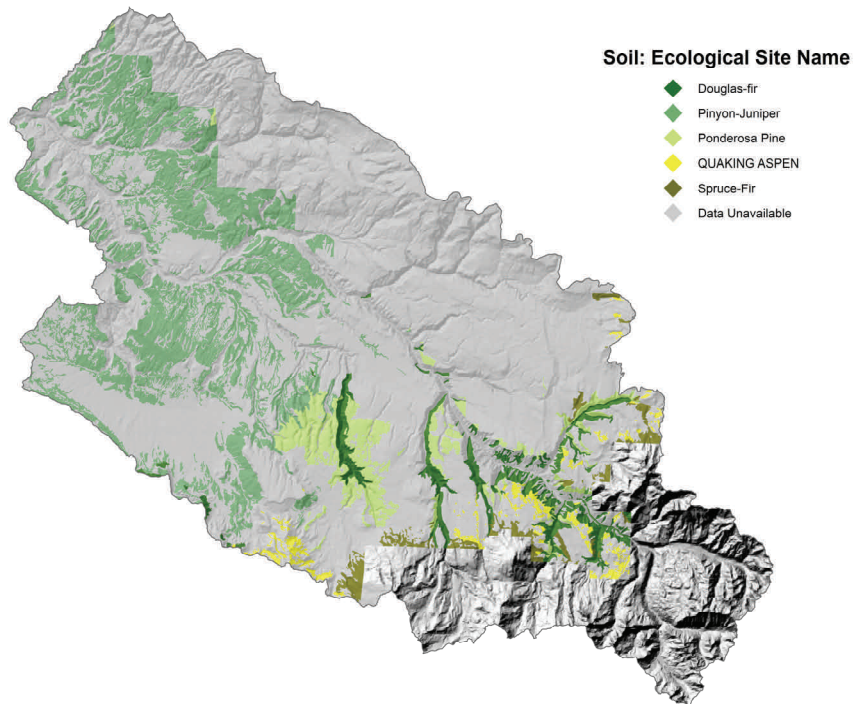 Soil: Ecological Site Name
Douglas-fir
Pinyon-Juniper
Ponderosa Pine
QUAKING ASPEN
Spruce-Fir
Data Unavailable